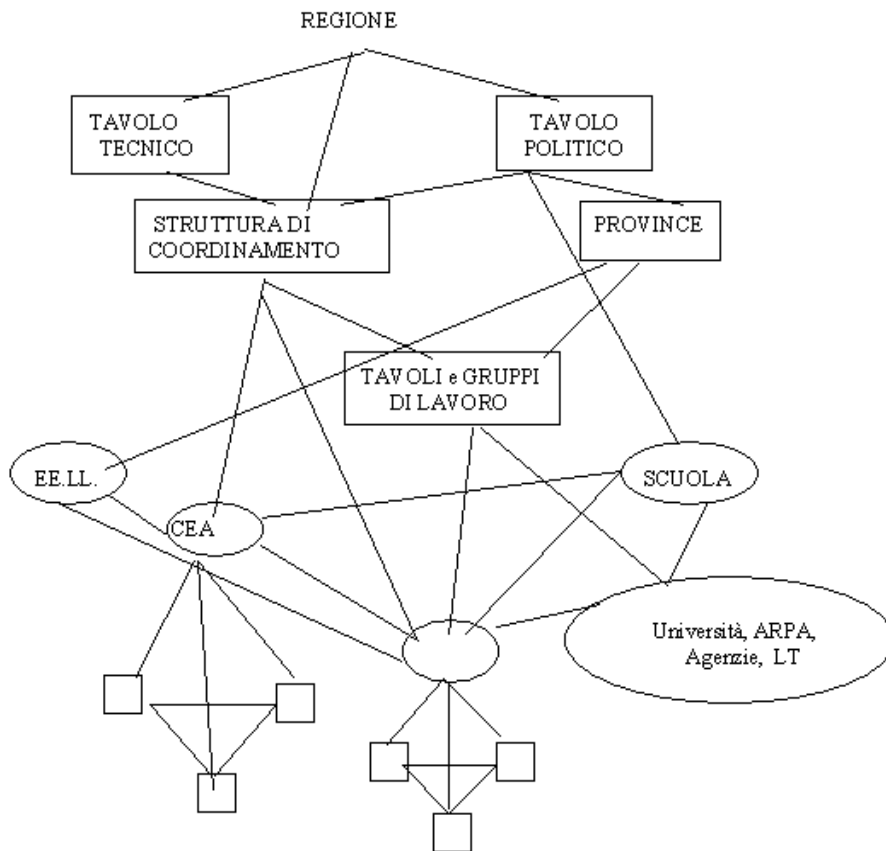 REGIONE
TAVOLO
TECNICO
TAVOLO
POLITICO
STRUTTURA DI
COORDINAMENTO
PROVINCE
TAVOLI e GRUPPI
DI LAVORO
EE.LL.
SCUOLA
CEA
Università, ARPA,
Agenzie, LT